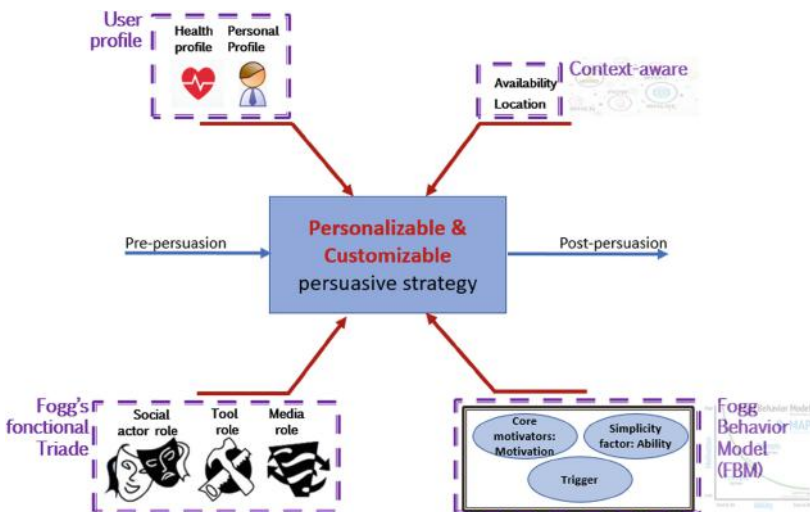 User
profile
Health
profile
Personal
Profile
Context-aware
Availability
Location
Pre-persuasion
Personalizable &
Customizable
persuasive strategy
Post-persuasion
Fogg's
fonctional
Triade
Social
actor role
Tool
role
Media
role
Core
motivators:
Motivation
Simplicity
factor: Ability
Trigger
Fogg
Behavior
Model
(FBM)
Behavior Model